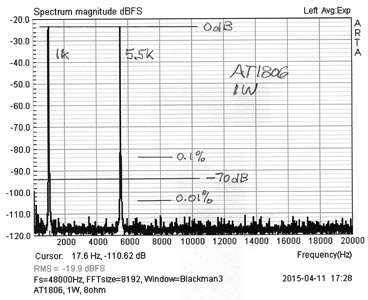 Spectrum magnitude dBFS
Left Avg:Exp
-20.0
-30.0
-40.0
-50.0
-60.0
-70.0
-80.0
-90.0
-100.0
-110.0
-120.0
0dB
1k
5.5K
AT1806
1W
0.1%
-70dB
0.01%
ARTA
2000
4000
6000
8000
10000
12000
14000
16000
18000
20000
Cursor: 17.6 Hz, -110.62 dB
Frequency(Hz)
RMS = -19.9 dBFS
Fs=48000Hz, FFTsize=8192, Window=Blackman3
2015-04-11 17:28
AT1806, 1W, 8ohm